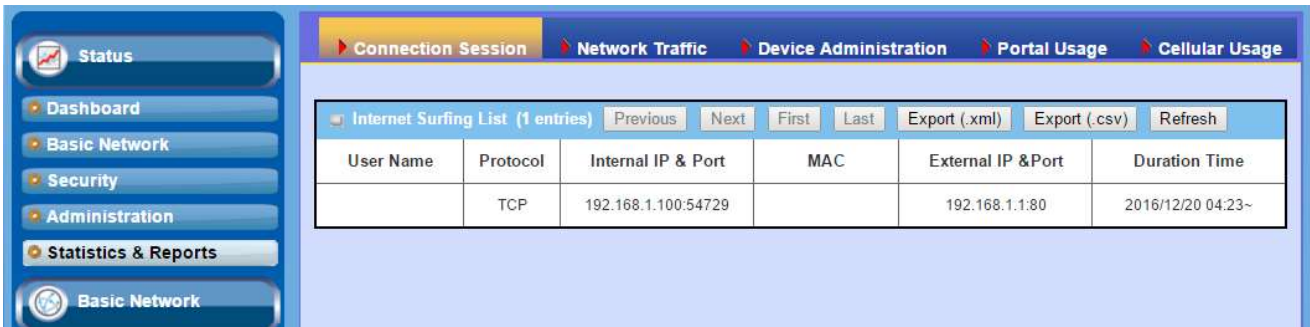 Status
Dashboard
Basic Network
Security
Administration
Statistics & Reports
Basic Network
Connection Session Network Traffic Device Administration Portal Usage Cellular Usage
Internet Surfing List (1 entries) Previous Next First Last Export (.xml) Export (.csv) Refresh
User Name Protocol Internal IP & Port MAC External IP &Port Duration Time
TCP 192.168.1.100:54729 192.168.1.1:80 2016/12/20 04:23~